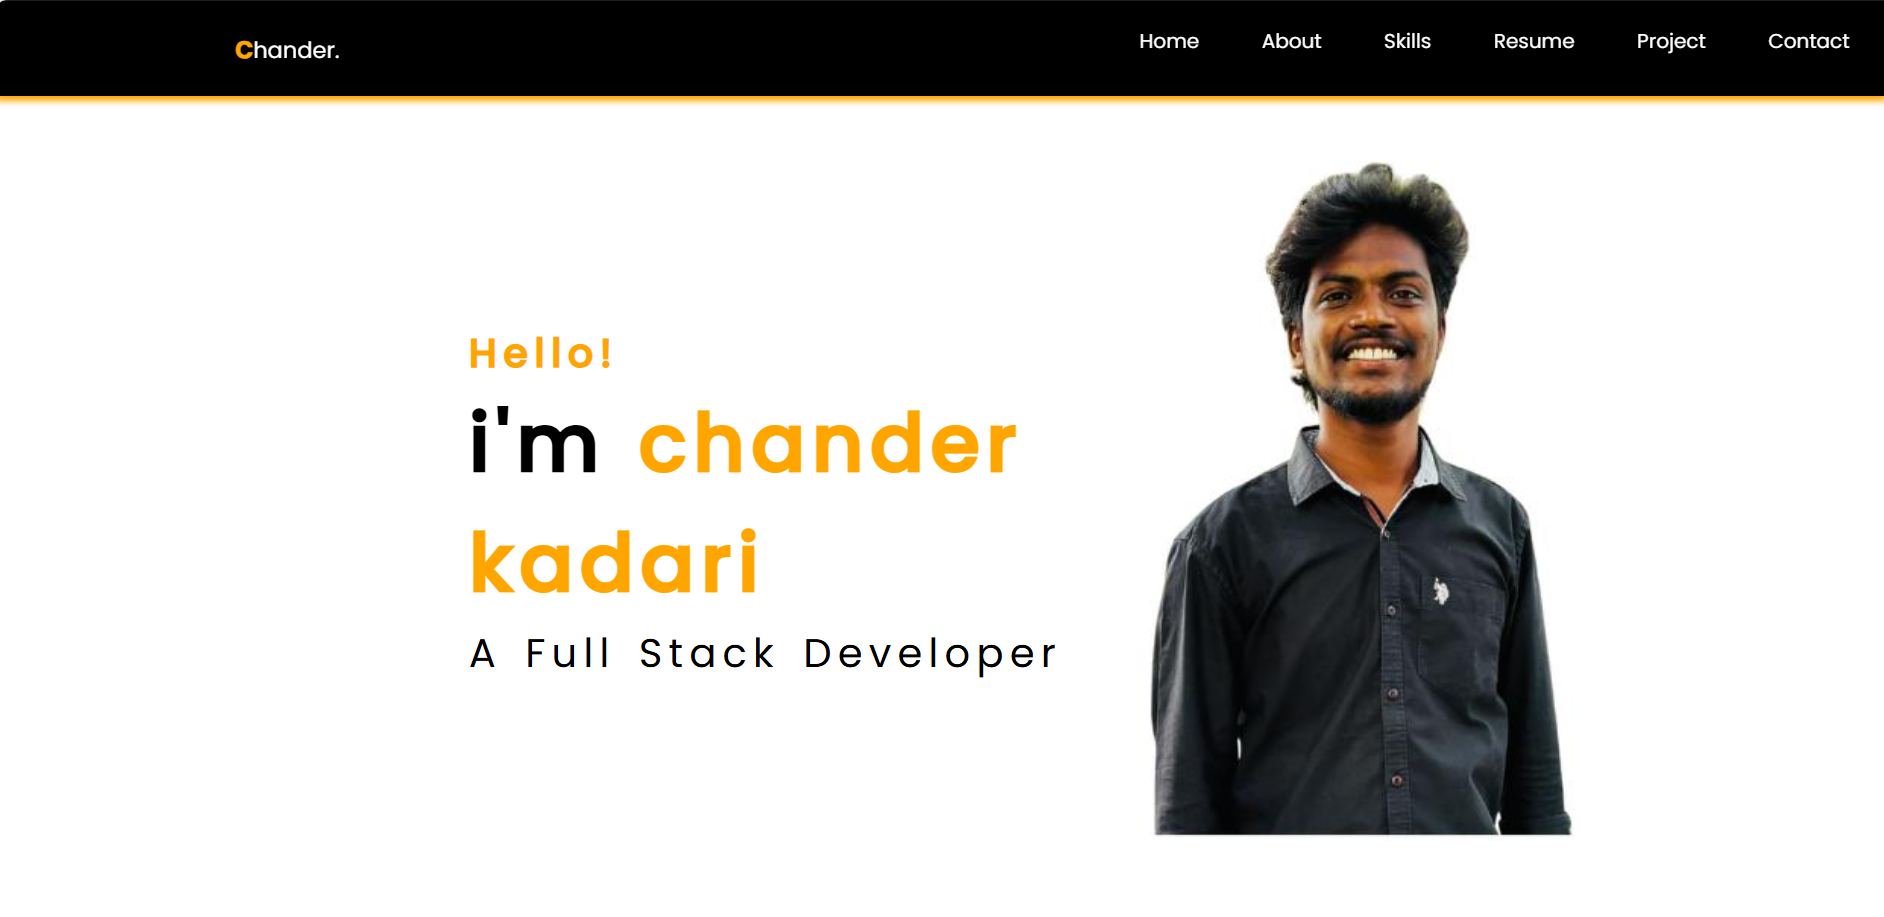 Chander.
Home About Skills Resume Project Contact
Hello!
i'm chander
kadari
A Full Stack Developer